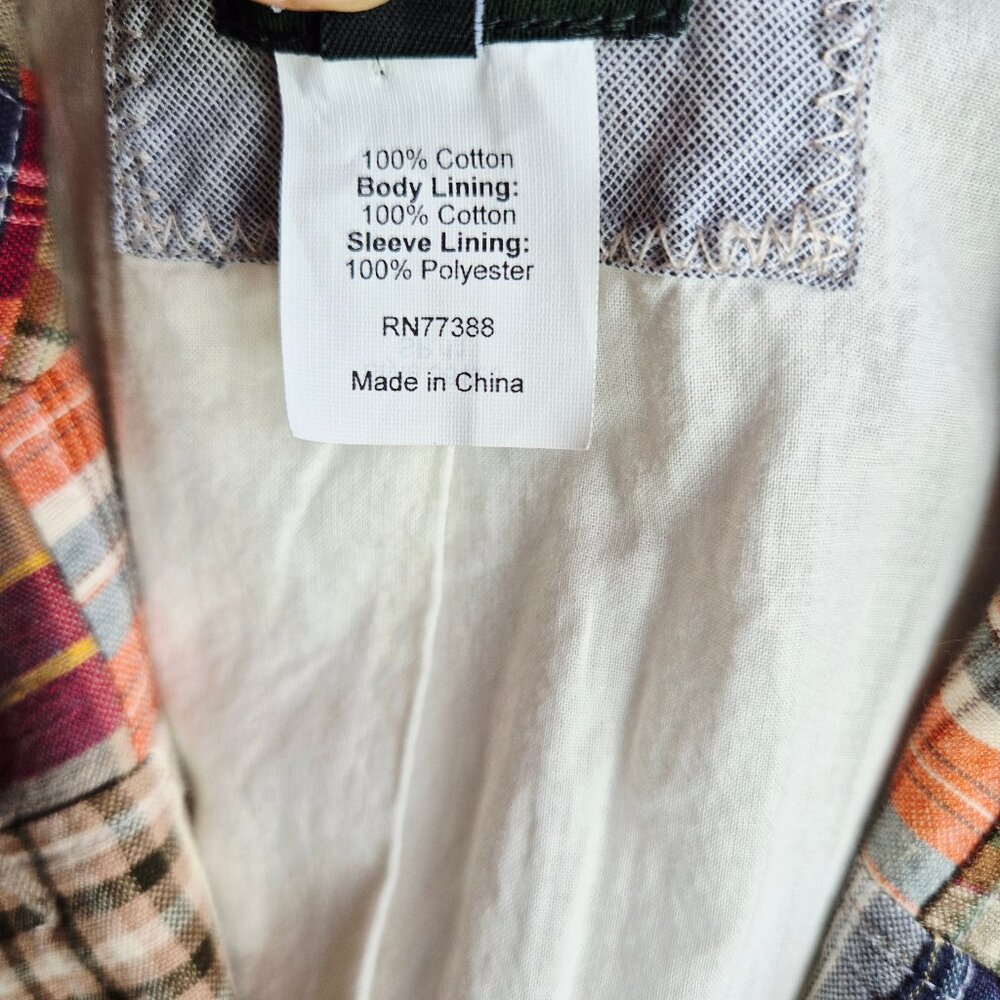 100% Cotton
Body Lining:
100% Cotton
Sleeve Lining:
100% Polyester
RN77388
Made in China